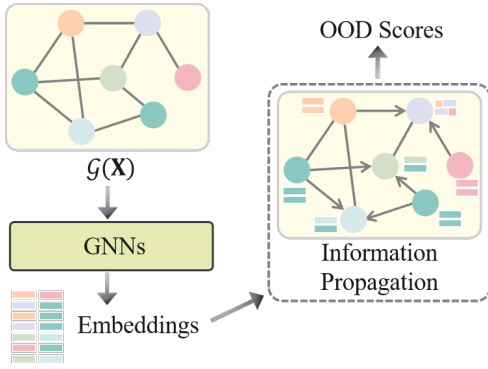 OOD Scores
𝒢(𝐗)
GNNs
Embeddings
Information
Propagation